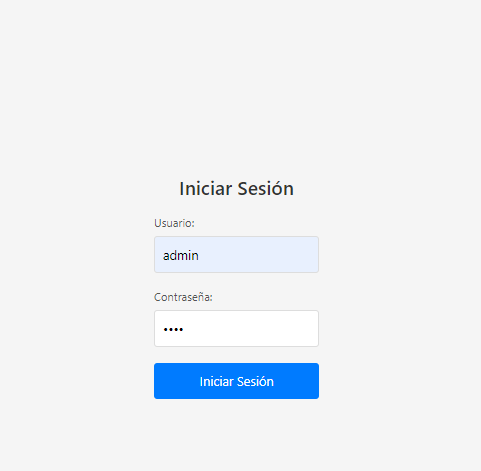 Iniciar Sesión
Usuario:
admin
Contraseña:
••••
Iniciar Sesión